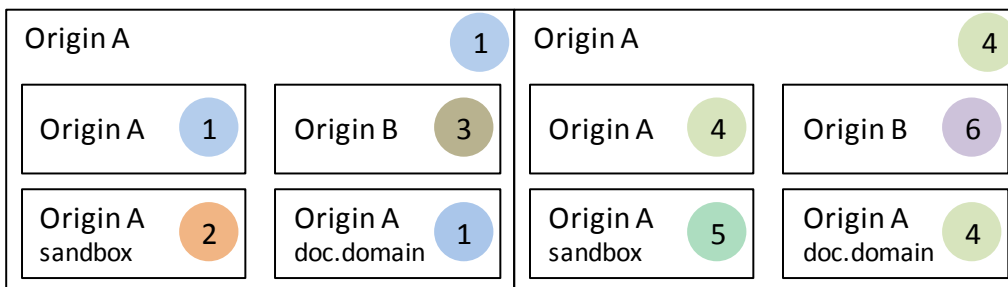 Origin A 1
Origin A 1
Origin B 3
Origin A
sandbox
2
Origin A
doc.domain
1
Origin A 4
Origin A 4
Origin B 6
Origin A
sandbox
5
Origin A
doc.domain
4